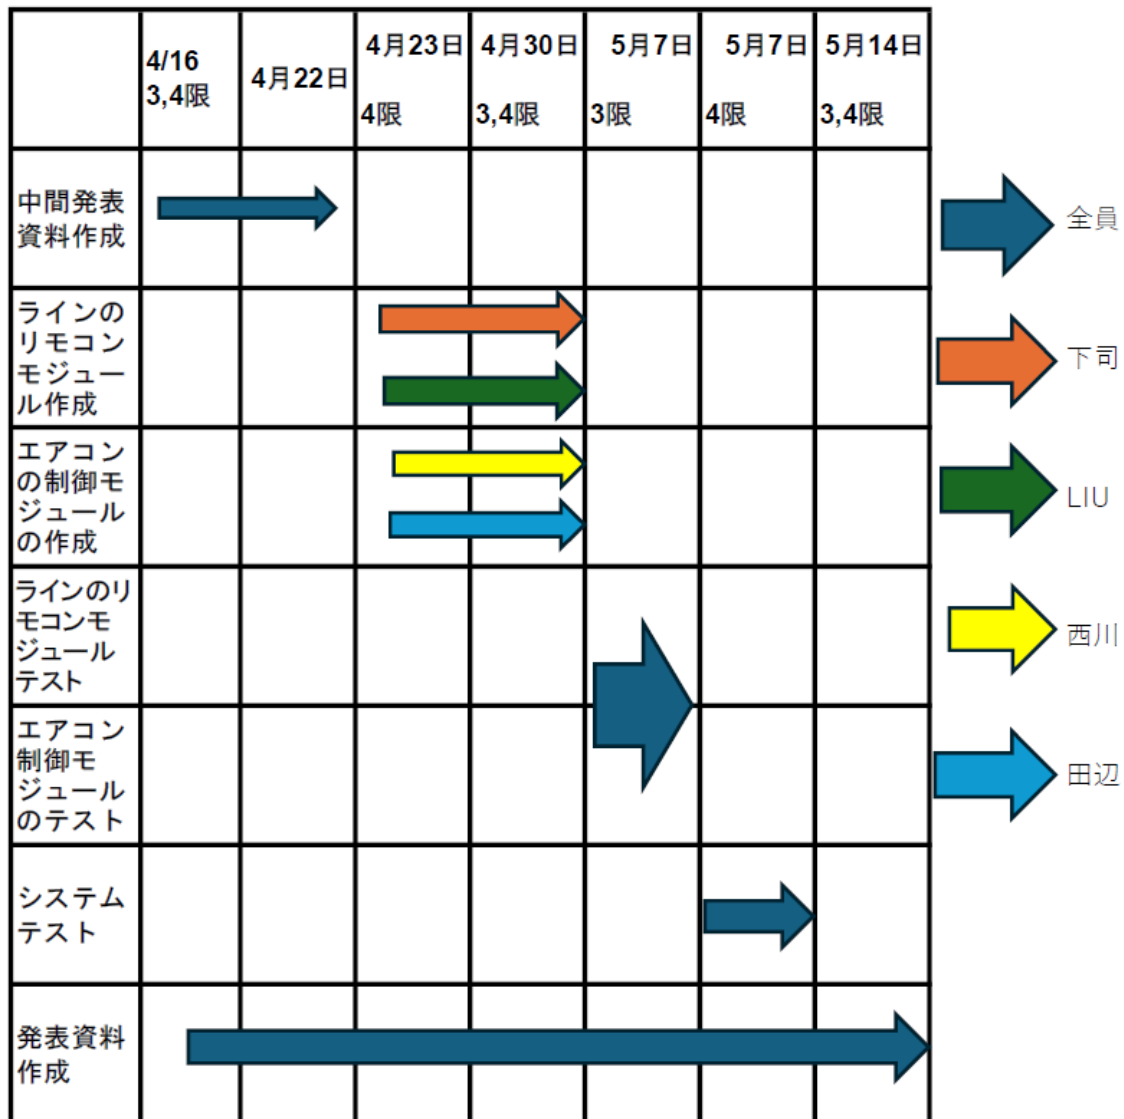 4/16
3,4限
4月22日
4月23日
4限
4月30日
3,4限
5月7日
3限
5月7日
4限
5月14日
3,4限
中間発表
資料作成
全員
ラインの
リモコン
モジュー
ル作成
下司
エアコン
の制御モ
ジュール
の作成
LIU
ラインのリ
モコンモ
ジュール
テスト
西川
エアコン
制御モ
ジュール
のテスト
田辺
システム
テスト
発表資料
作成